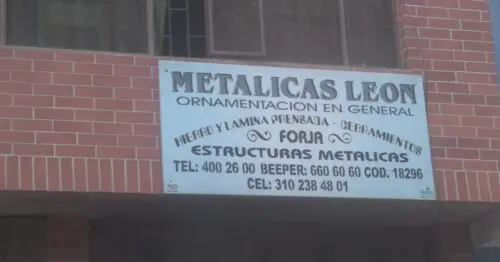 METALICAS LEON
ORNAMENTACION EN GENERAL
HIERRO Y LAMINA PRENSADA - CERRAMIENTOS
FORJA
ESTRUCTURAS METALICAS
TEL: 400 26 00 BEEPER: 660 60 60 COD. 18296
CEL: 310 238 48 01